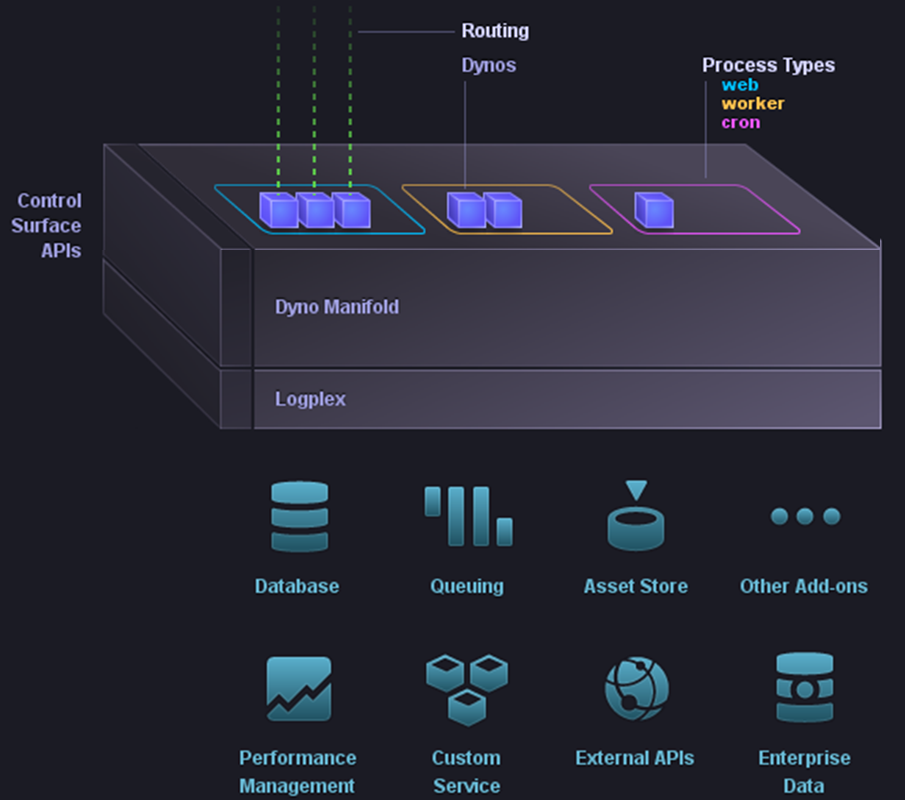 Routing
Dynos
Process Types
web
worker
cron
Control
Surface
APIs
Dyno Manifold
Logplex
Database
Queuing
Asset Store
Other Add-ons
Performance
Management
Custom
Service
External APIs
Enterprise
Data